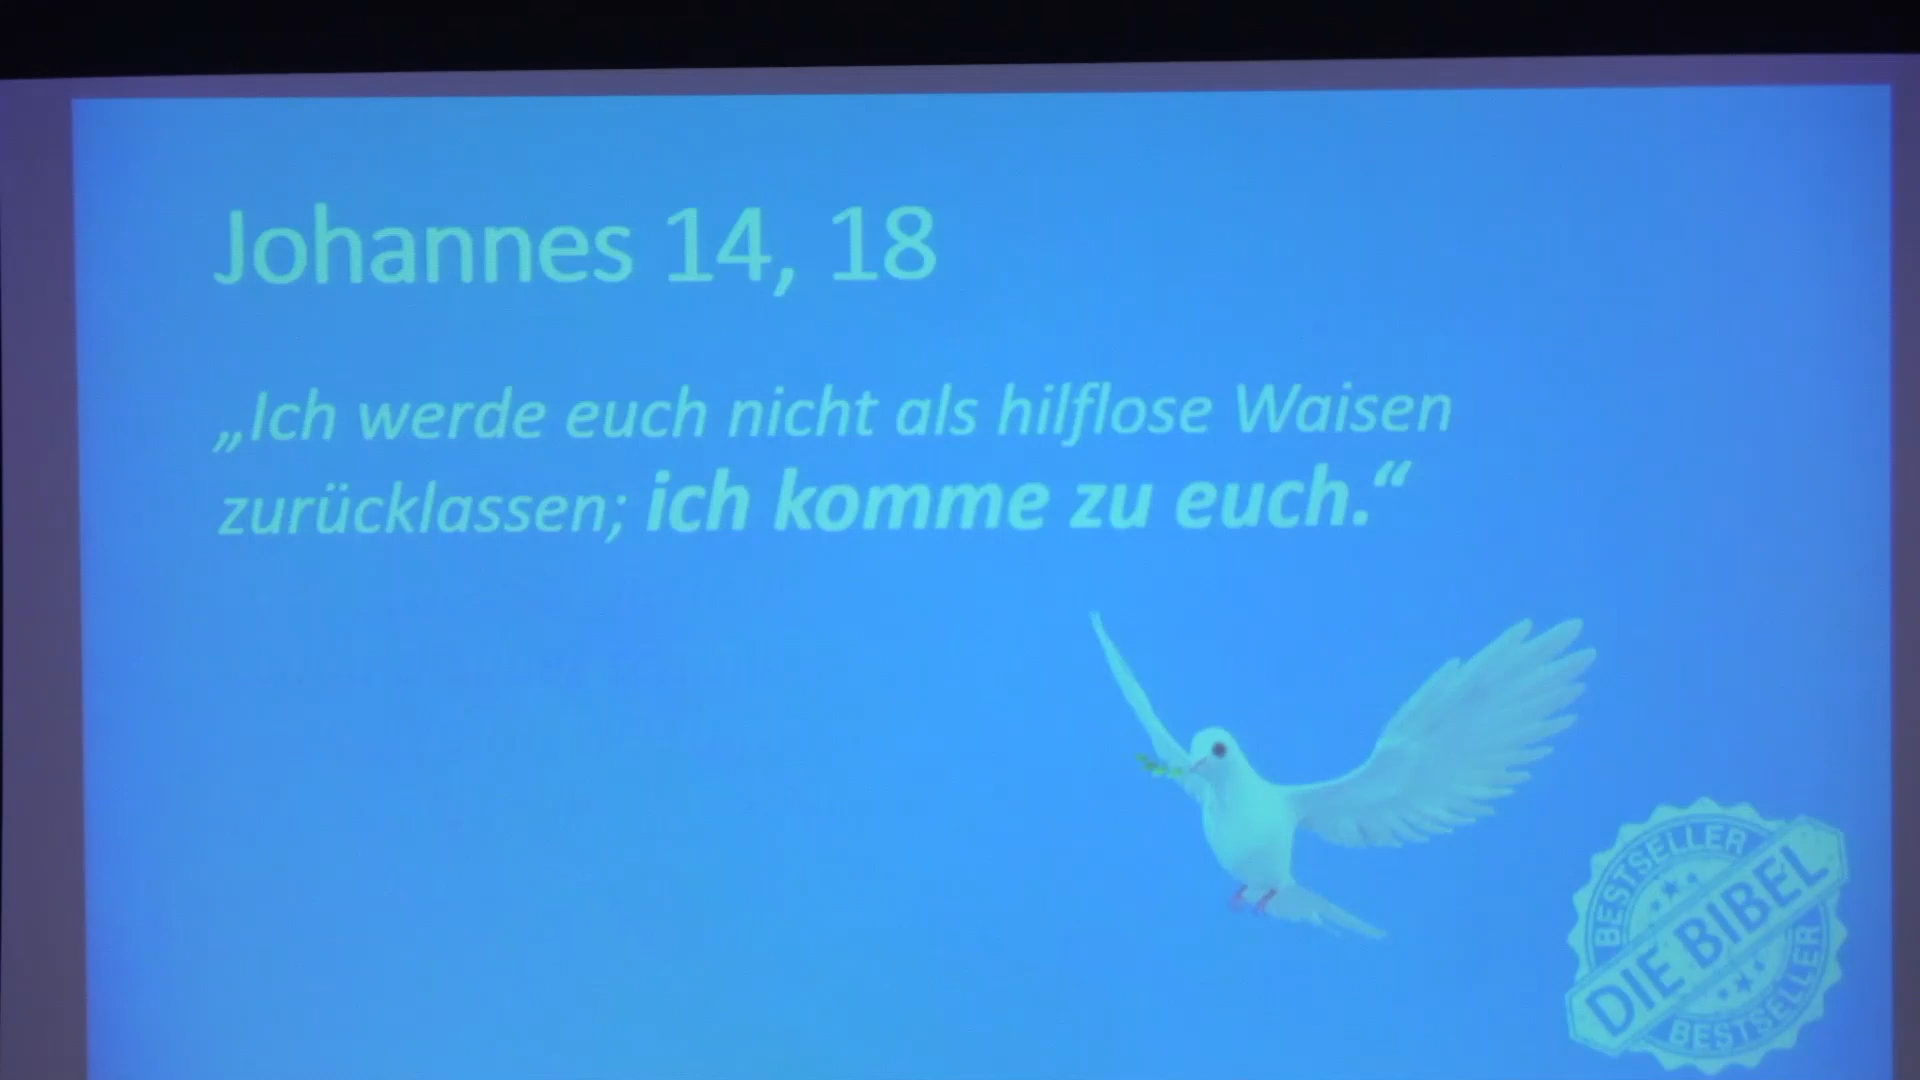 Johannes 14, 18
„Ich werde euch nicht als hilflose Waisen
zurücklassen; ich komme zu euch.“
BESTSELLER
DIE BIBEL
BESTSELLER